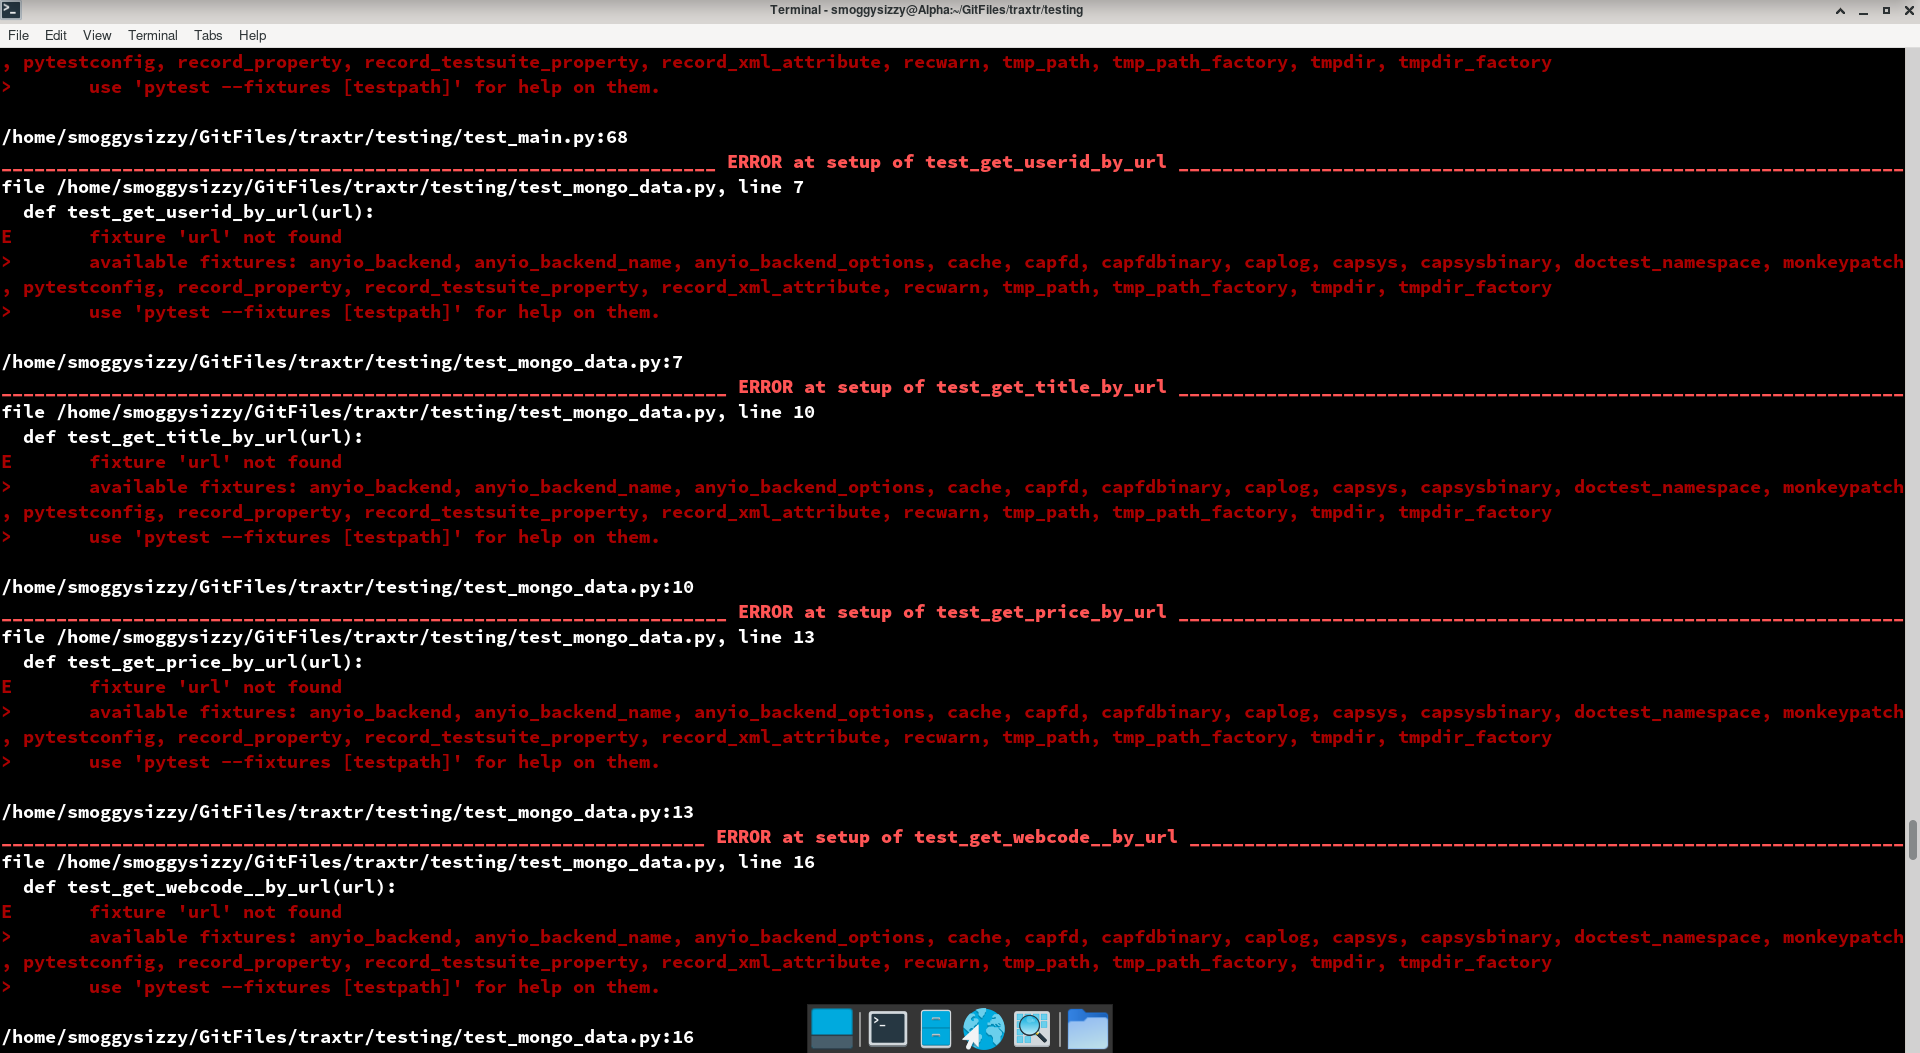 Terminal - smoggysizzy@Alpha:~/GitFiles/traxtr/testing
File Edit View Terminal Tabs Help
, pytestconfig, record_property, record_testsuite_property, record_xml_attribute, recwarn, tmp_path, tmp_path_factory, tmpdir, tmpdir_factory
>       use 'pytest --fixtures [testpath]' for help on them.
/home/smoggysizzy/GitFiles/traxtr/testing/test_main.py:68
_________________________________________________________________ ERROR at setup of test_get_userid_by_url __________________________________________________________________
file /home/smoggysizzy/GitFiles/traxtr/testing/test_mongo_data.py, line 7
  def test_get_userid_by_url(url):
E       fixture 'url' not found
>       available fixtures: anyio_backend, anyio_backend_name, anyio_backend_options, cache, capfd, capfdbinary, caplog, capsys, capsysbinary, doctest_namespace, monkeypatch
, pytestconfig, record_property, record_testsuite_property, record_xml_attribute, recwarn, tmp_path, tmp_path_factory, tmpdir, tmpdir_factory
>       use 'pytest --fixtures [testpath]' for help on them.
/home/smoggysizzy/GitFiles/traxtr/testing/test_mongo_data.py:7
__________________________________________________________________ ERROR at setup of test_get_title_by_url __________________________________________________________________
file /home/smoggysizzy/GitFiles/traxtr/testing/test_mongo_data.py, line 10
  def test_get_title_by_url(url):
E       fixture 'url' not found
>       available fixtures: anyio_backend, anyio_backend_name, anyio_backend_options, cache, capfd, capfdbinary, caplog, capsys, capsysbinary, doctest_namespace, monkeypatch
, pytestconfig, record_property, record_testsuite_property, record_xml_attribute, recwarn, tmp_path, tmp_path_factory, tmpdir, tmpdir_factory
>       use 'pytest --fixtures [testpath]' for help on them.
/home/smoggysizzy/GitFiles/traxtr/testing/test_mongo_data.py:10
__________________________________________________________________ ERROR at setup of test_get_price_by_url __________________________________________________________________
file /home/smoggysizzy/GitFiles/traxtr/testing/test_mongo_data.py, line 13
  def test_get_price_by_url(url):
E       fixture 'url' not found
>       available fixtures: anyio_backend, anyio_backend_name, anyio_backend_options, cache, capfd, capfdbinary, caplog, capsys, capsysbinary, doctest_namespace, monkeypatch
, pytestconfig, record_property, record_testsuite_property, record_xml_attribute, recwarn, tmp_path, tmp_path_factory, tmpdir, tmpdir_factory
>       use 'pytest --fixtures [testpath]' for help on them.
/home/smoggysizzy/GitFiles/traxtr/testing/test_mongo_data.py:13
________________________________________________________________ ERROR at setup of test_get_webcode__by_url _________________________________________________________________
file /home/smoggysizzy/GitFiles/traxtr/testing/test_mongo_data.py, line 16
  def test_get_webcode__by_url(url):
E       fixture 'url' not found
>       available fixtures: anyio_backend, anyio_backend_name, anyio_backend_options, cache, capfd, capfdbinary, caplog, capsys, capsysbinary, doctest_namespace, monkeypatch
, pytestconfig, record_property, record_testsuite_property, record_xml_attribute, recwarn, tmp_path, tmp_path_factory, tmpdir, tmpdir_factory
>       use 'pytest --fixtures [testpath]' for help on them.
/home/smoggysizzy/GitFiles/traxtr/testing/test_mongo_data.py:16